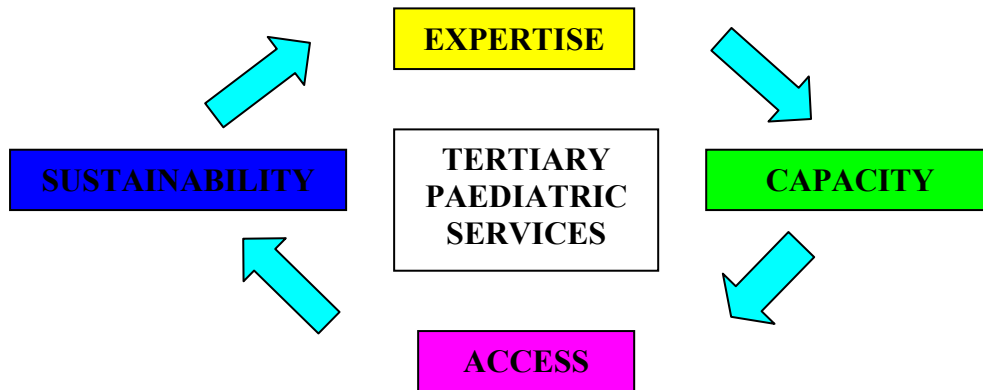 EXPERTISE
SUSTAINABILITY
TERTIARY
PAEDIATRIC
SERVICES
CAPACITY
ACCESS